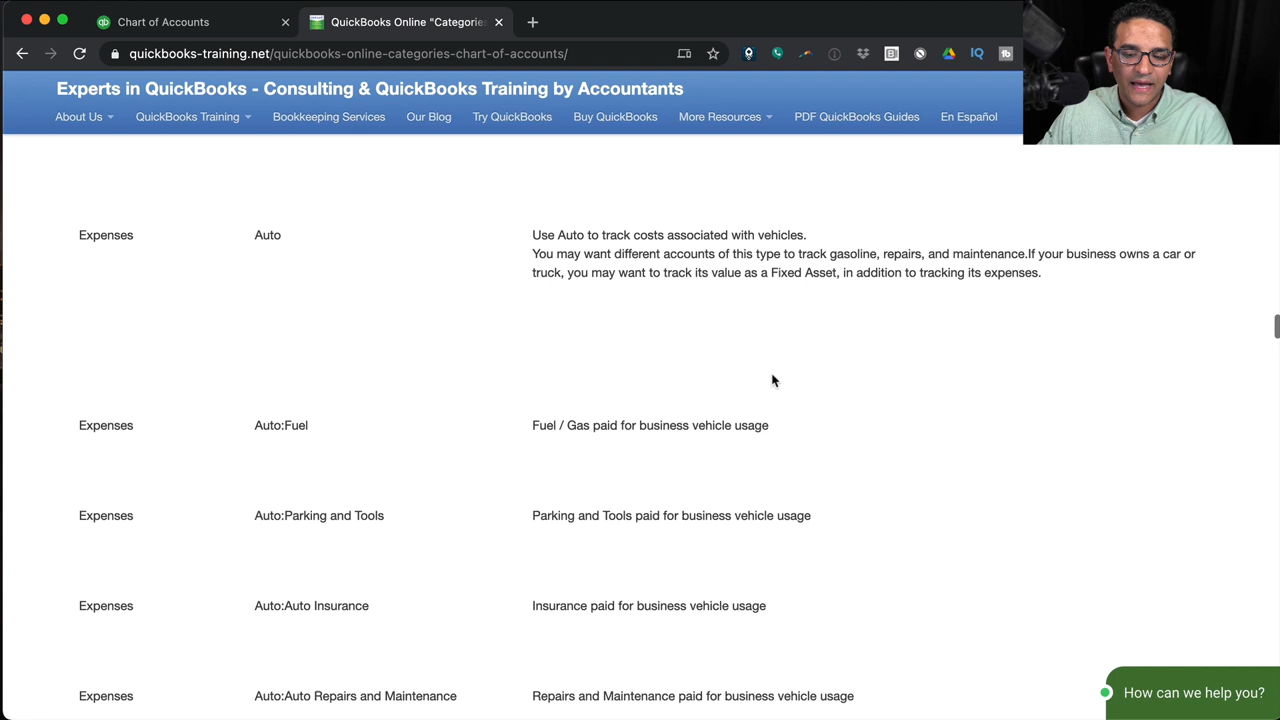 Chart of Accounts
QuickBooks Online "Categories
quickbooks-training.net/quickbooks-online-categories-chart-of-accounts/
Experts in QuickBooks - Consulting & QuickBooks Training by Accountants
About Us QuickBooks Training Bookkeeping Services Our Blog Try QuickBooks Buy QuickBooks More Resources PDF QuickBooks Guides En Español
Expenses Auto Use Auto to track costs associated with vehicles.
You may want different accounts of this type to track gasoline, repairs, and maintenance.If your business owns a car or
truck, you may want to track its value as a Fixed Asset, in addition to tracking its expenses.
Expenses Auto:Fuel Fuel / Gas paid for business vehicle usage
Expenses Auto:Parking and Tools Parking and Tools paid for business vehicle usage
Expenses Auto:Auto Insurance Insurance paid for business vehicle usage
Expenses Auto:Auto Repairs and Maintenance Repairs and Maintenance paid for business vehicle usage
How can we help you?